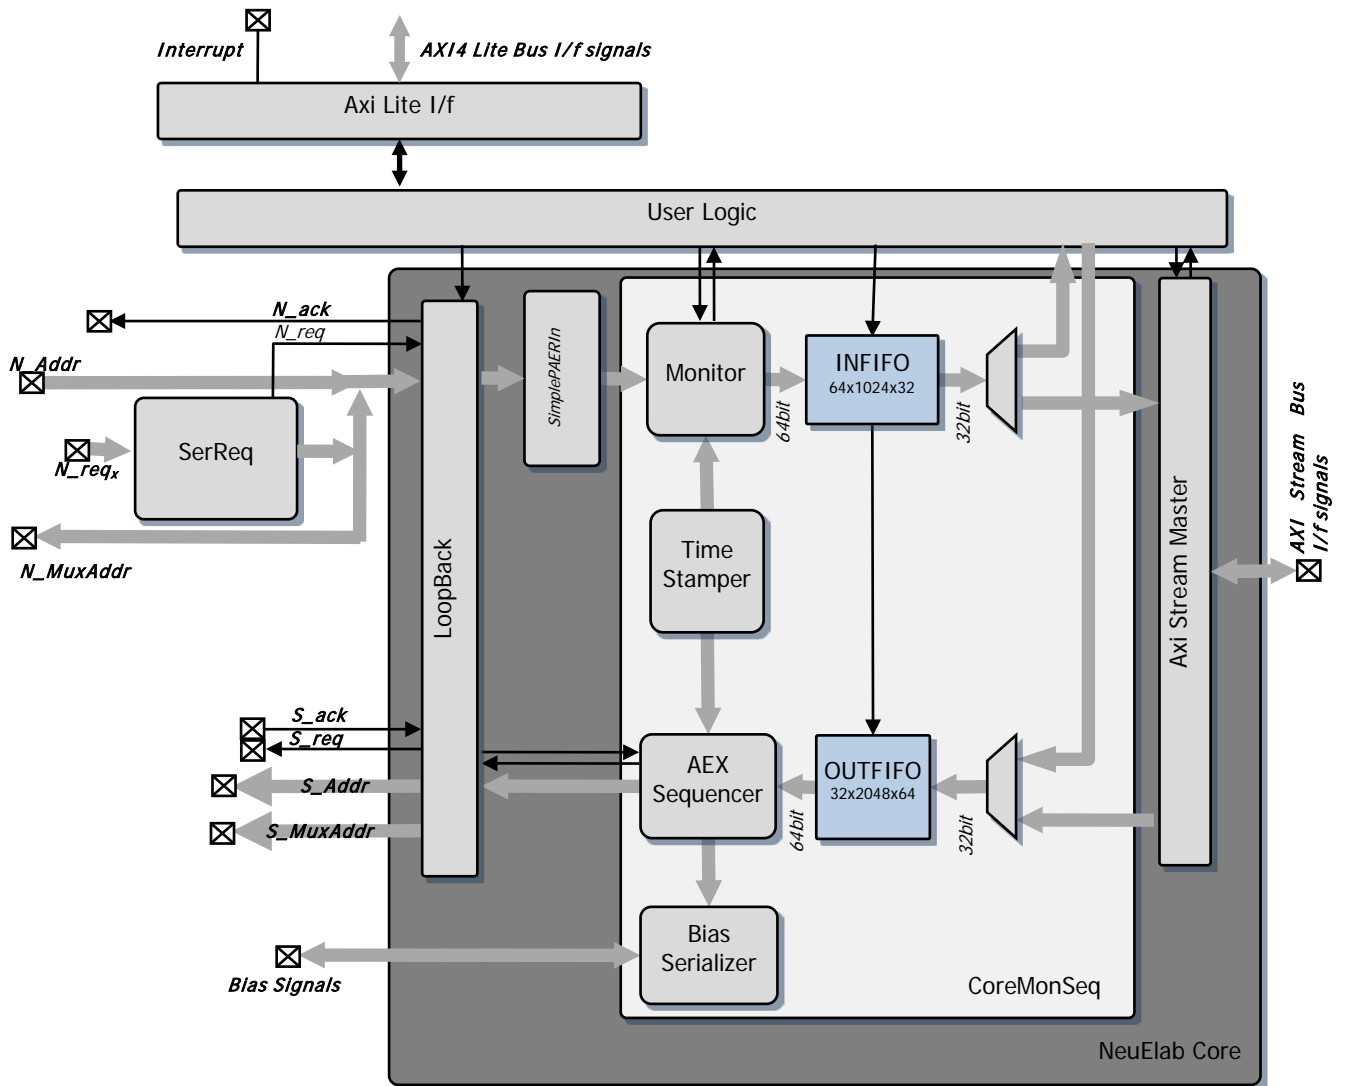 Interrupt
AXI4 Lite Bus I/f signals
Axi Lite I/f
User Logic
N_ack
N_req
N_Addr
SerReq
N_reqx
N_MuxAddr
LoopBack
SimplePAERIn
Monitor
64bit
INFIFO
64x1024x32
32bit
Time
Stamper
Axi Stream Master
AXI Stream Bus
I/f signals
S_ack
S_req
S_Addr
S_MuxAddr
AEX
Sequencer
64bit
OUTFIFO
32x2048x64
32bit
Bias
Serializer
Bias Signals
CoreMonSeq
NeuElab Core